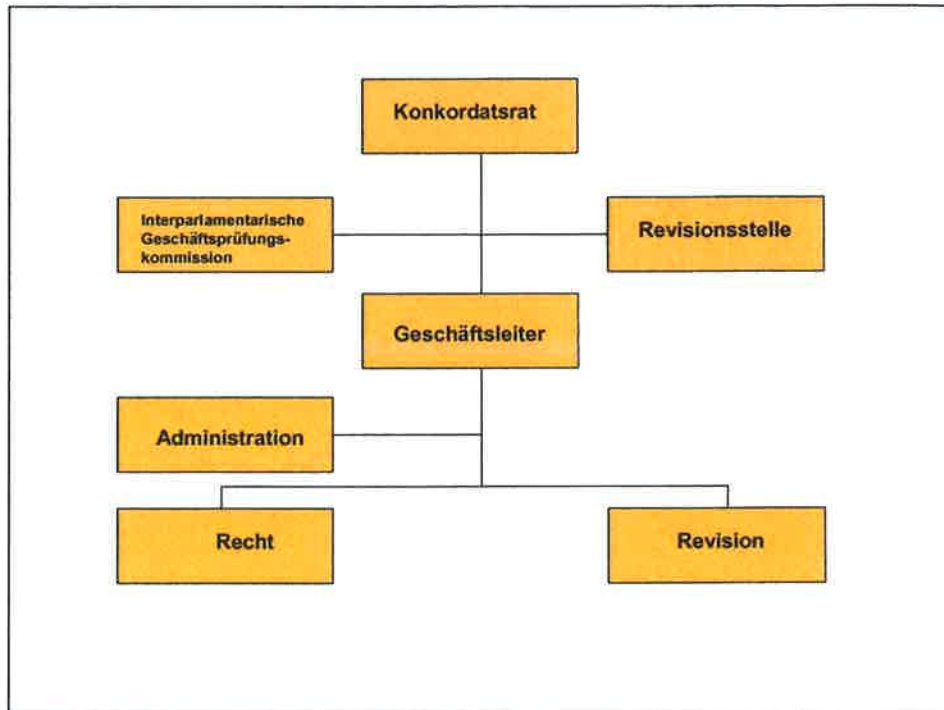 Konkordatsrat
Interparlamentarische
Geschäftsprüfungs-
kommission
Revisionsstelle
Geschäftsleiter
Administration
Recht
Revision